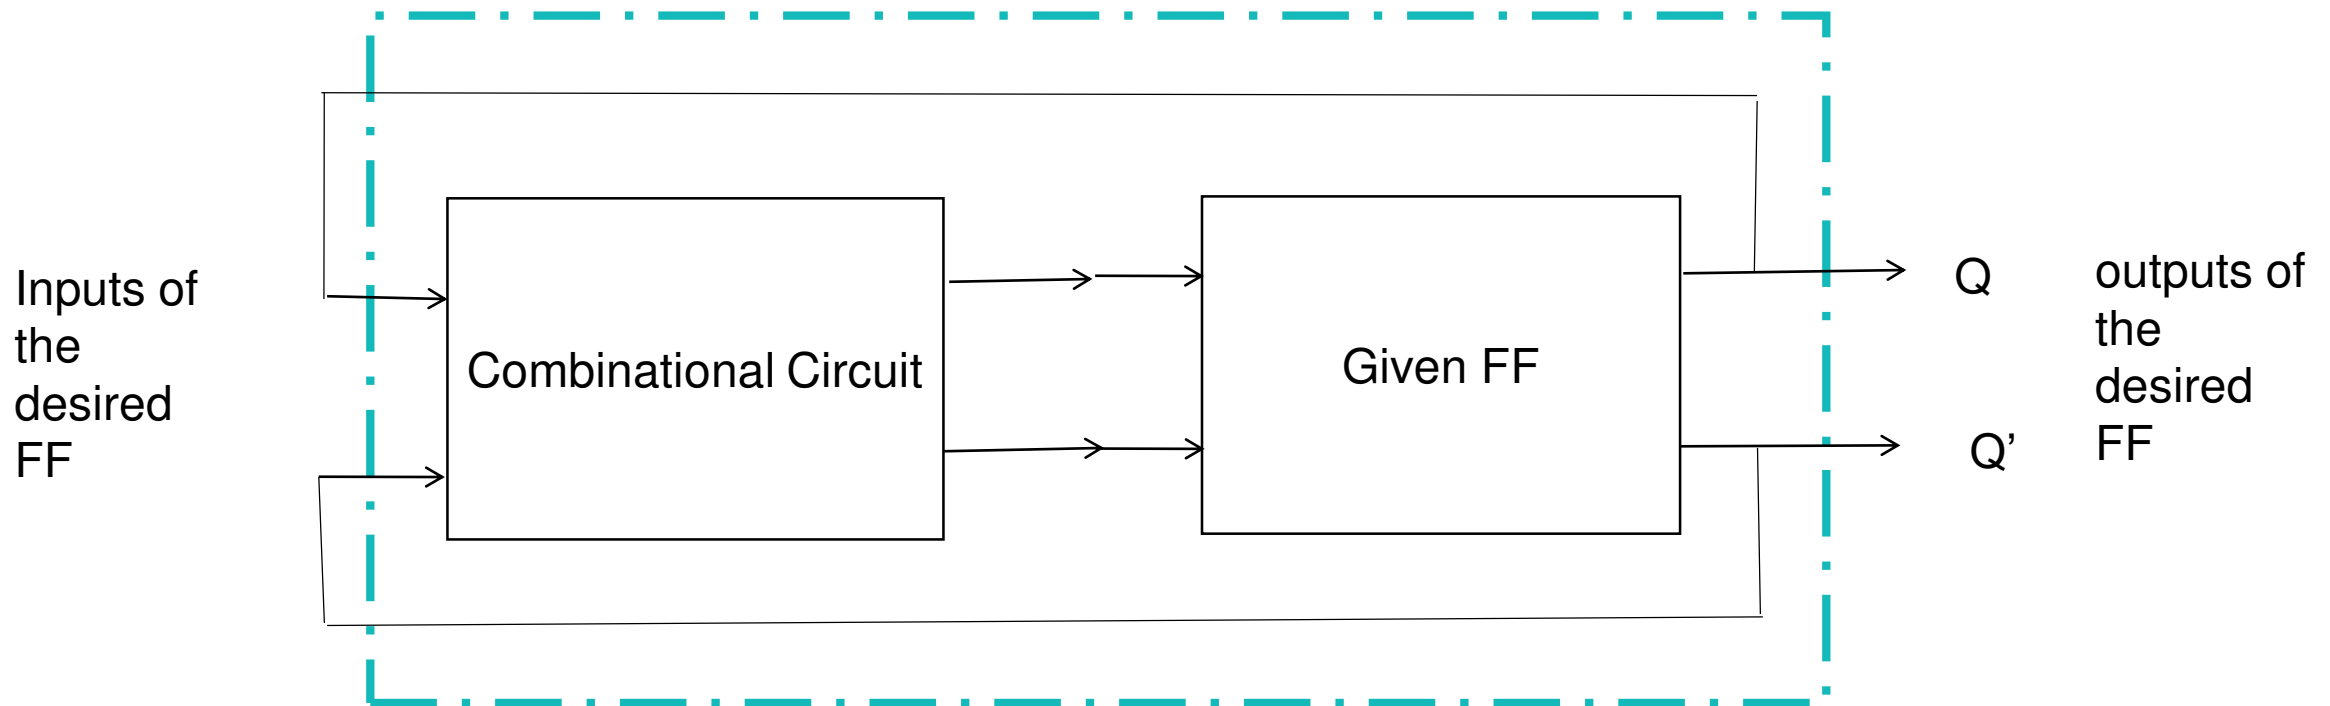 Inputs of
the
desired
FF
Combinational Circuit
Given FF
Q
Q’
outputs of
the
desired
FF